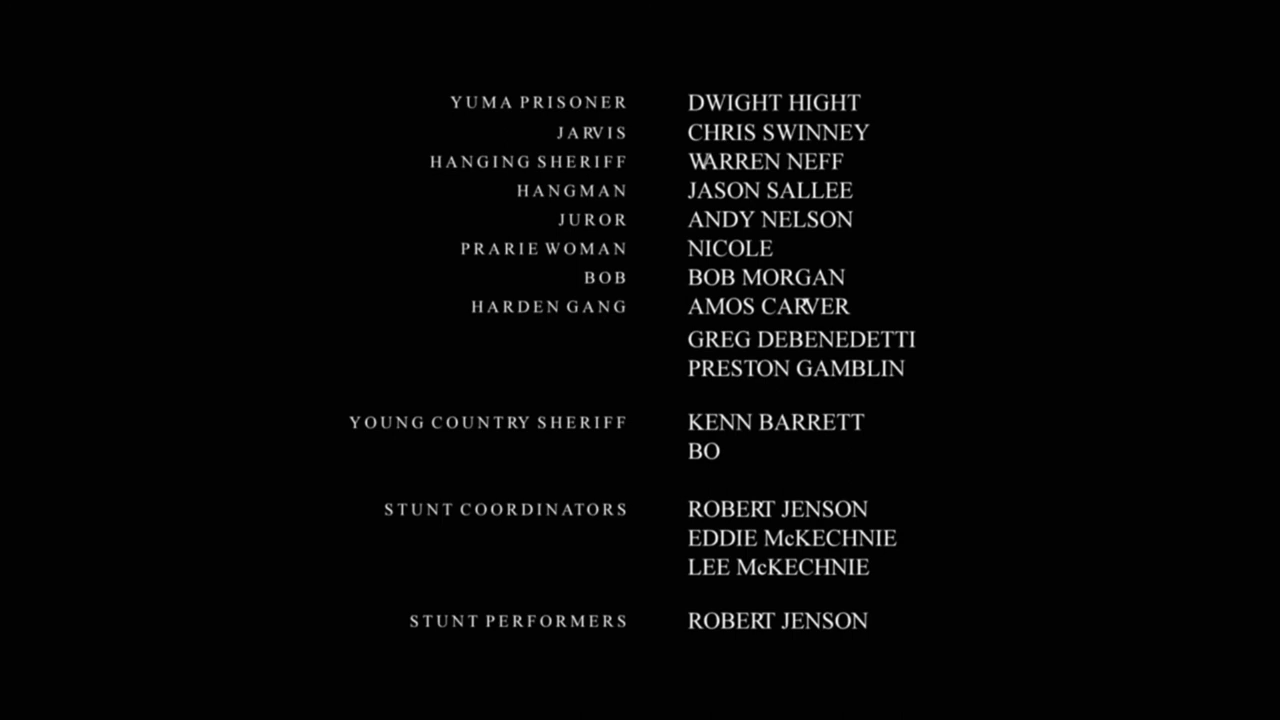 YUMA PRISONER DWIGHT HIGHT
JARVIS CHRIS SWINNEY
HANGING SHERIFF WARREN NEFF
HANGMAN JASON SALLEE
JUROR ANDY NELSON
PRARIE WOMAN NICOLE
BOB BOB MORGAN
HARDEN GANG AMOS CARVER
GREG DEBENEDETTI
PRESTON GAMBLIN
YOUNG COUNTRY SHERIFF KENN BARRETT
BO
STUNT COORDINATORS ROBERT JENSON
EDDIE McKECHNIE
LEE McKECHNIE
STUNT PERFORMERS ROBERT JENSON